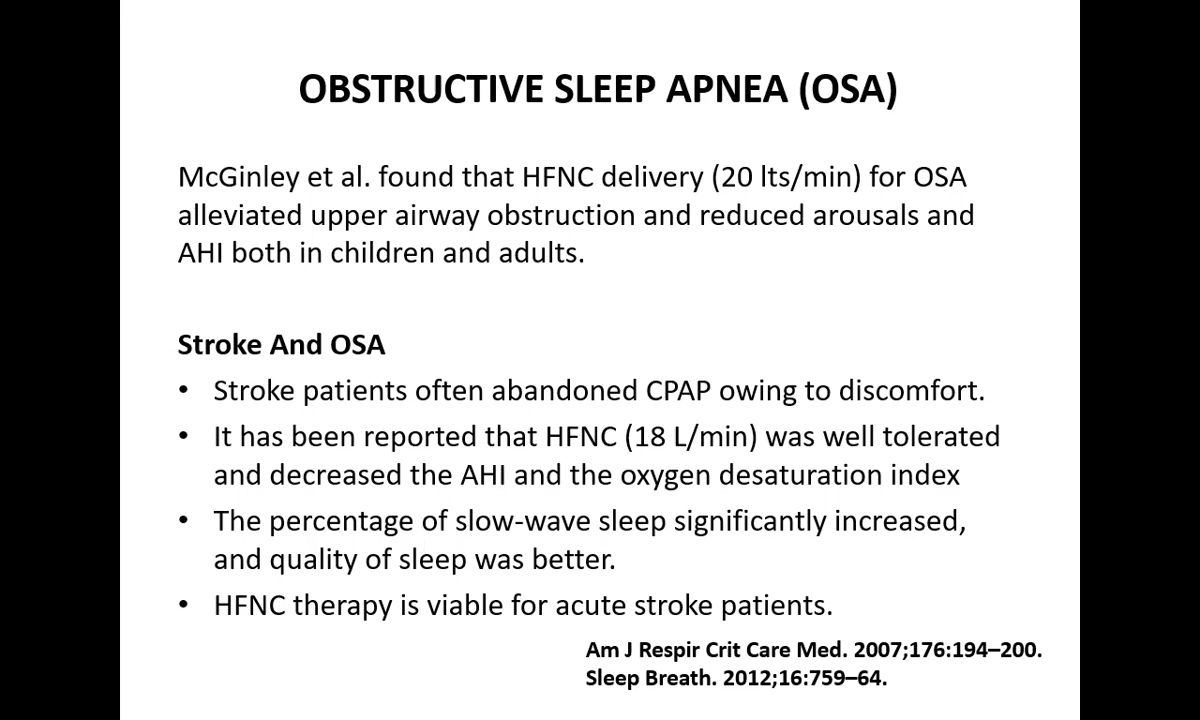 OBSTRUCTIVE SLEEP APNEA (OSA)
McGinley et al. found that HFNC delivery (20 lts/min) for OSA
alleviated upper airway obstruction and reduced arousals and
AHI both in children and adults.
Stroke And OSA
• Stroke patients often abandoned CPAP owing to discomfort.
• It has been reported that HFNC (18 L/min) was well tolerated
and decreased the AHI and the oxygen desaturation index
• The percentage of slow-wave sleep significantly increased,
and quality of sleep was better.
• HFNC therapy is viable for acute stroke patients.
Am J Respir Crit Care Med. 2007;176:194–200.
Sleep Breath. 2012;16:759–64.